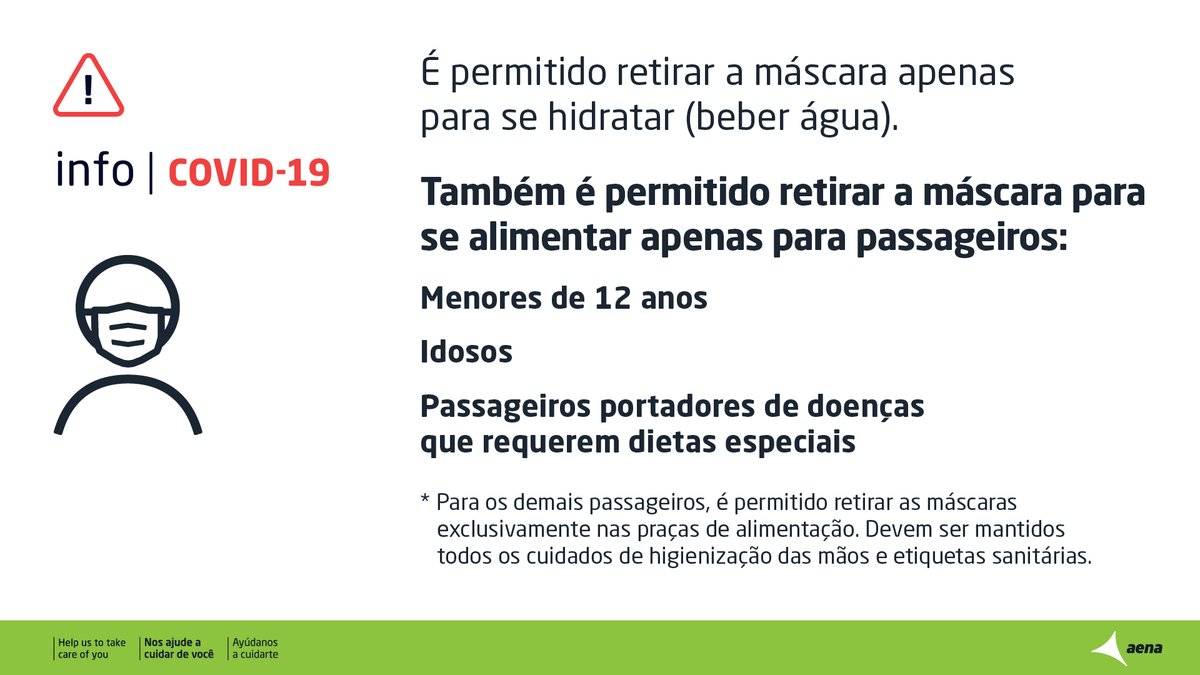 !
info | COVID-19
É permitido retirar a máscara apenas
para se hidratar (beber água).
Também é permitido retirar a máscara para
se alimentar apenas para passageiros:
Menores de 12 anos
Idosos
Passageiros portadores de doenças
que requerem dietas especiais
* Para os demais passageiros, é permitido retirar as máscaras
exclusivamente nas praças de alimentação. Devem ser mantidos
todos os cuidados de higienização das mãos e etiquetas sanitárias.
Help us to take
care of you
Nos ajude a
cuidar de você
Ayúdanos
a cuidarte
aena